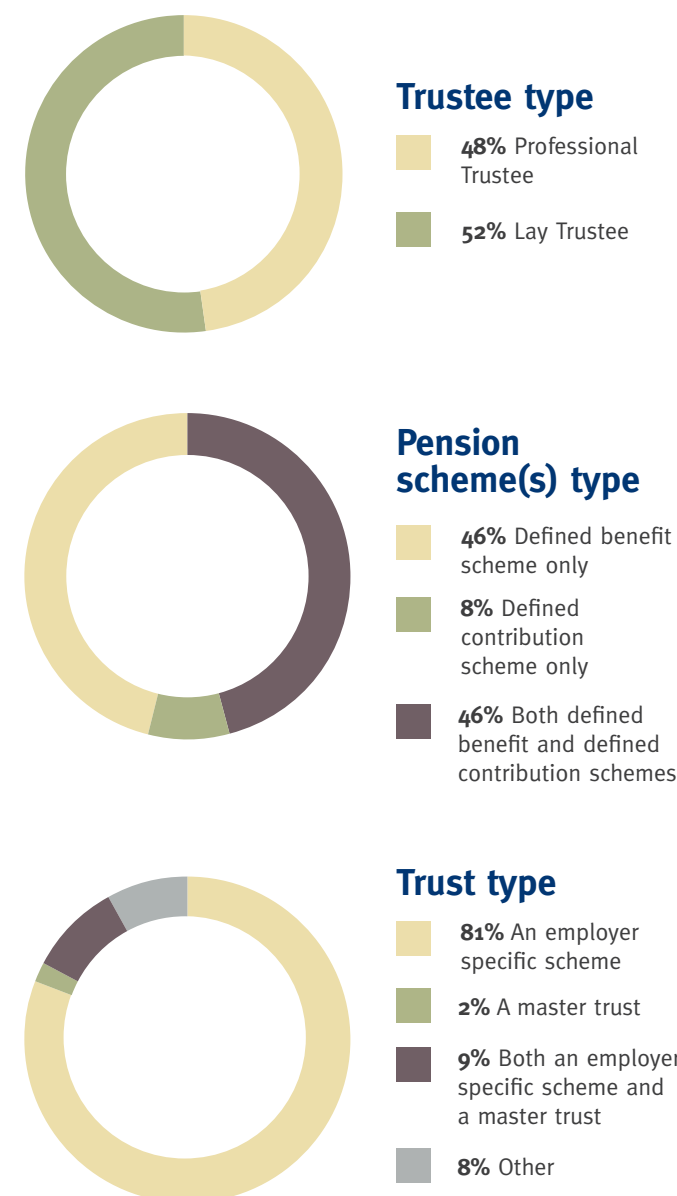 Trustee type
48% Professional
Trustee
52% Lay Trustee
Pension
scheme(s) type
46% Defined benefit
scheme only
8% Defined
contribution
scheme only
46% Both defined
benefit and defined
contribution schemes
Trust type
81% An employer
specific scheme
2% A master trust
9% Both an employer
specific scheme and
a master trust
8% Other